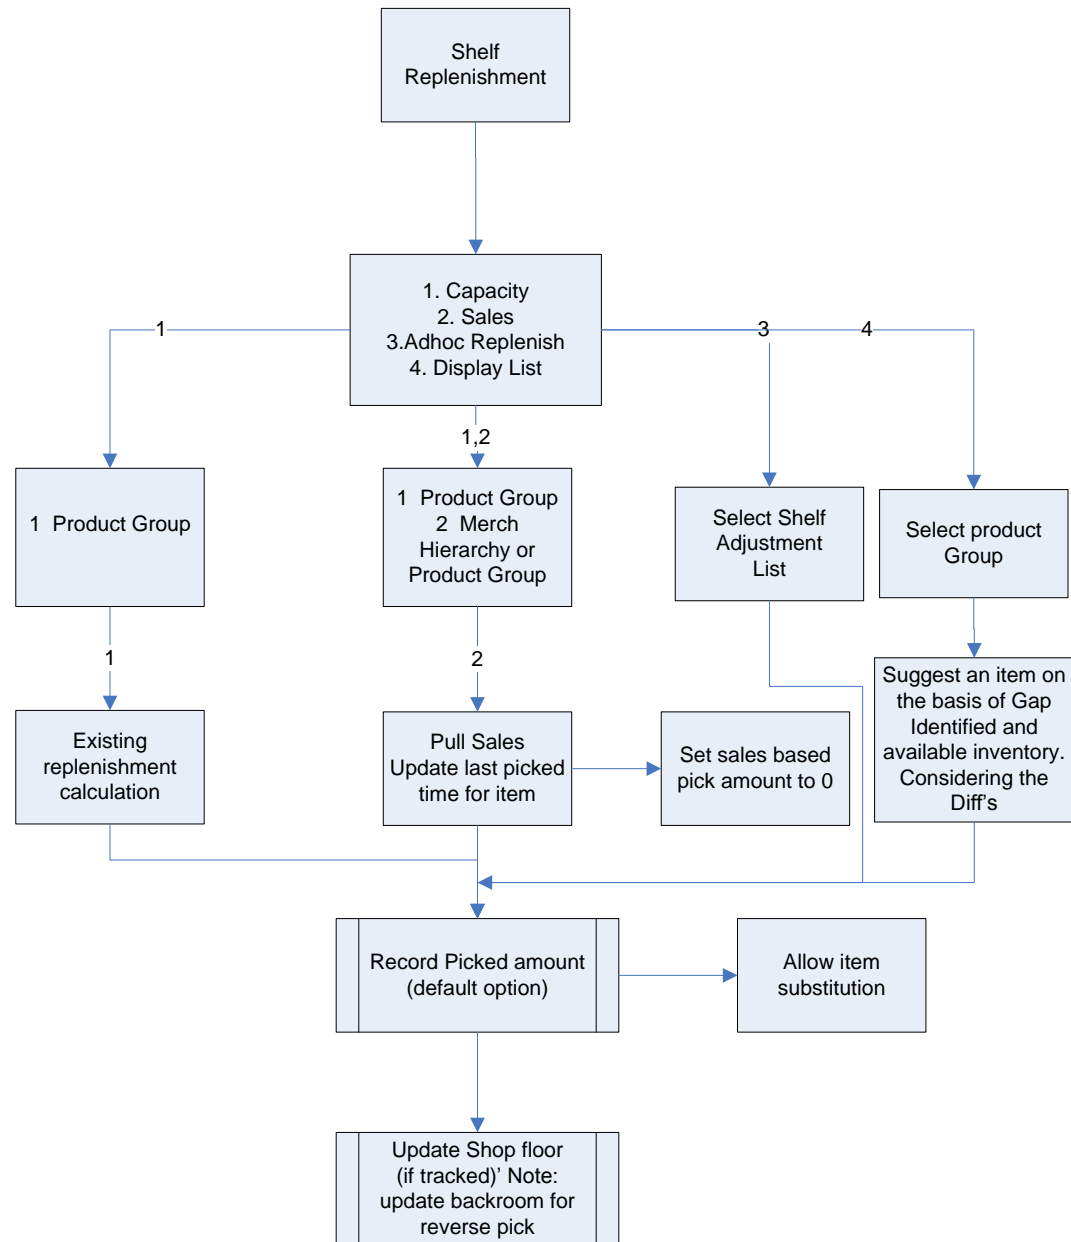 Shelf
Replenishment
1. Capacity
2. Sales
3.Adhoc Replenish
4. Display List
1
3
4
1,2
1 Product Group
1 Product Group
2 Merch
Hierarchy or
Product Group
Select Shelf
Adjustment
List
Select product
Group
1
2
Existing
replenishment
calculation
Pull Sales
Update last picked
time for item
Set sales based
pick amount to 0
Suggest an item on
the basis of Gap
Identified and
available inventory.
Considering the
Diff's
Record Picked amount
(default option)
Allow item
substitution
Update Shop floor
(if tracked)’ Note:
update backroom for
reverse pick